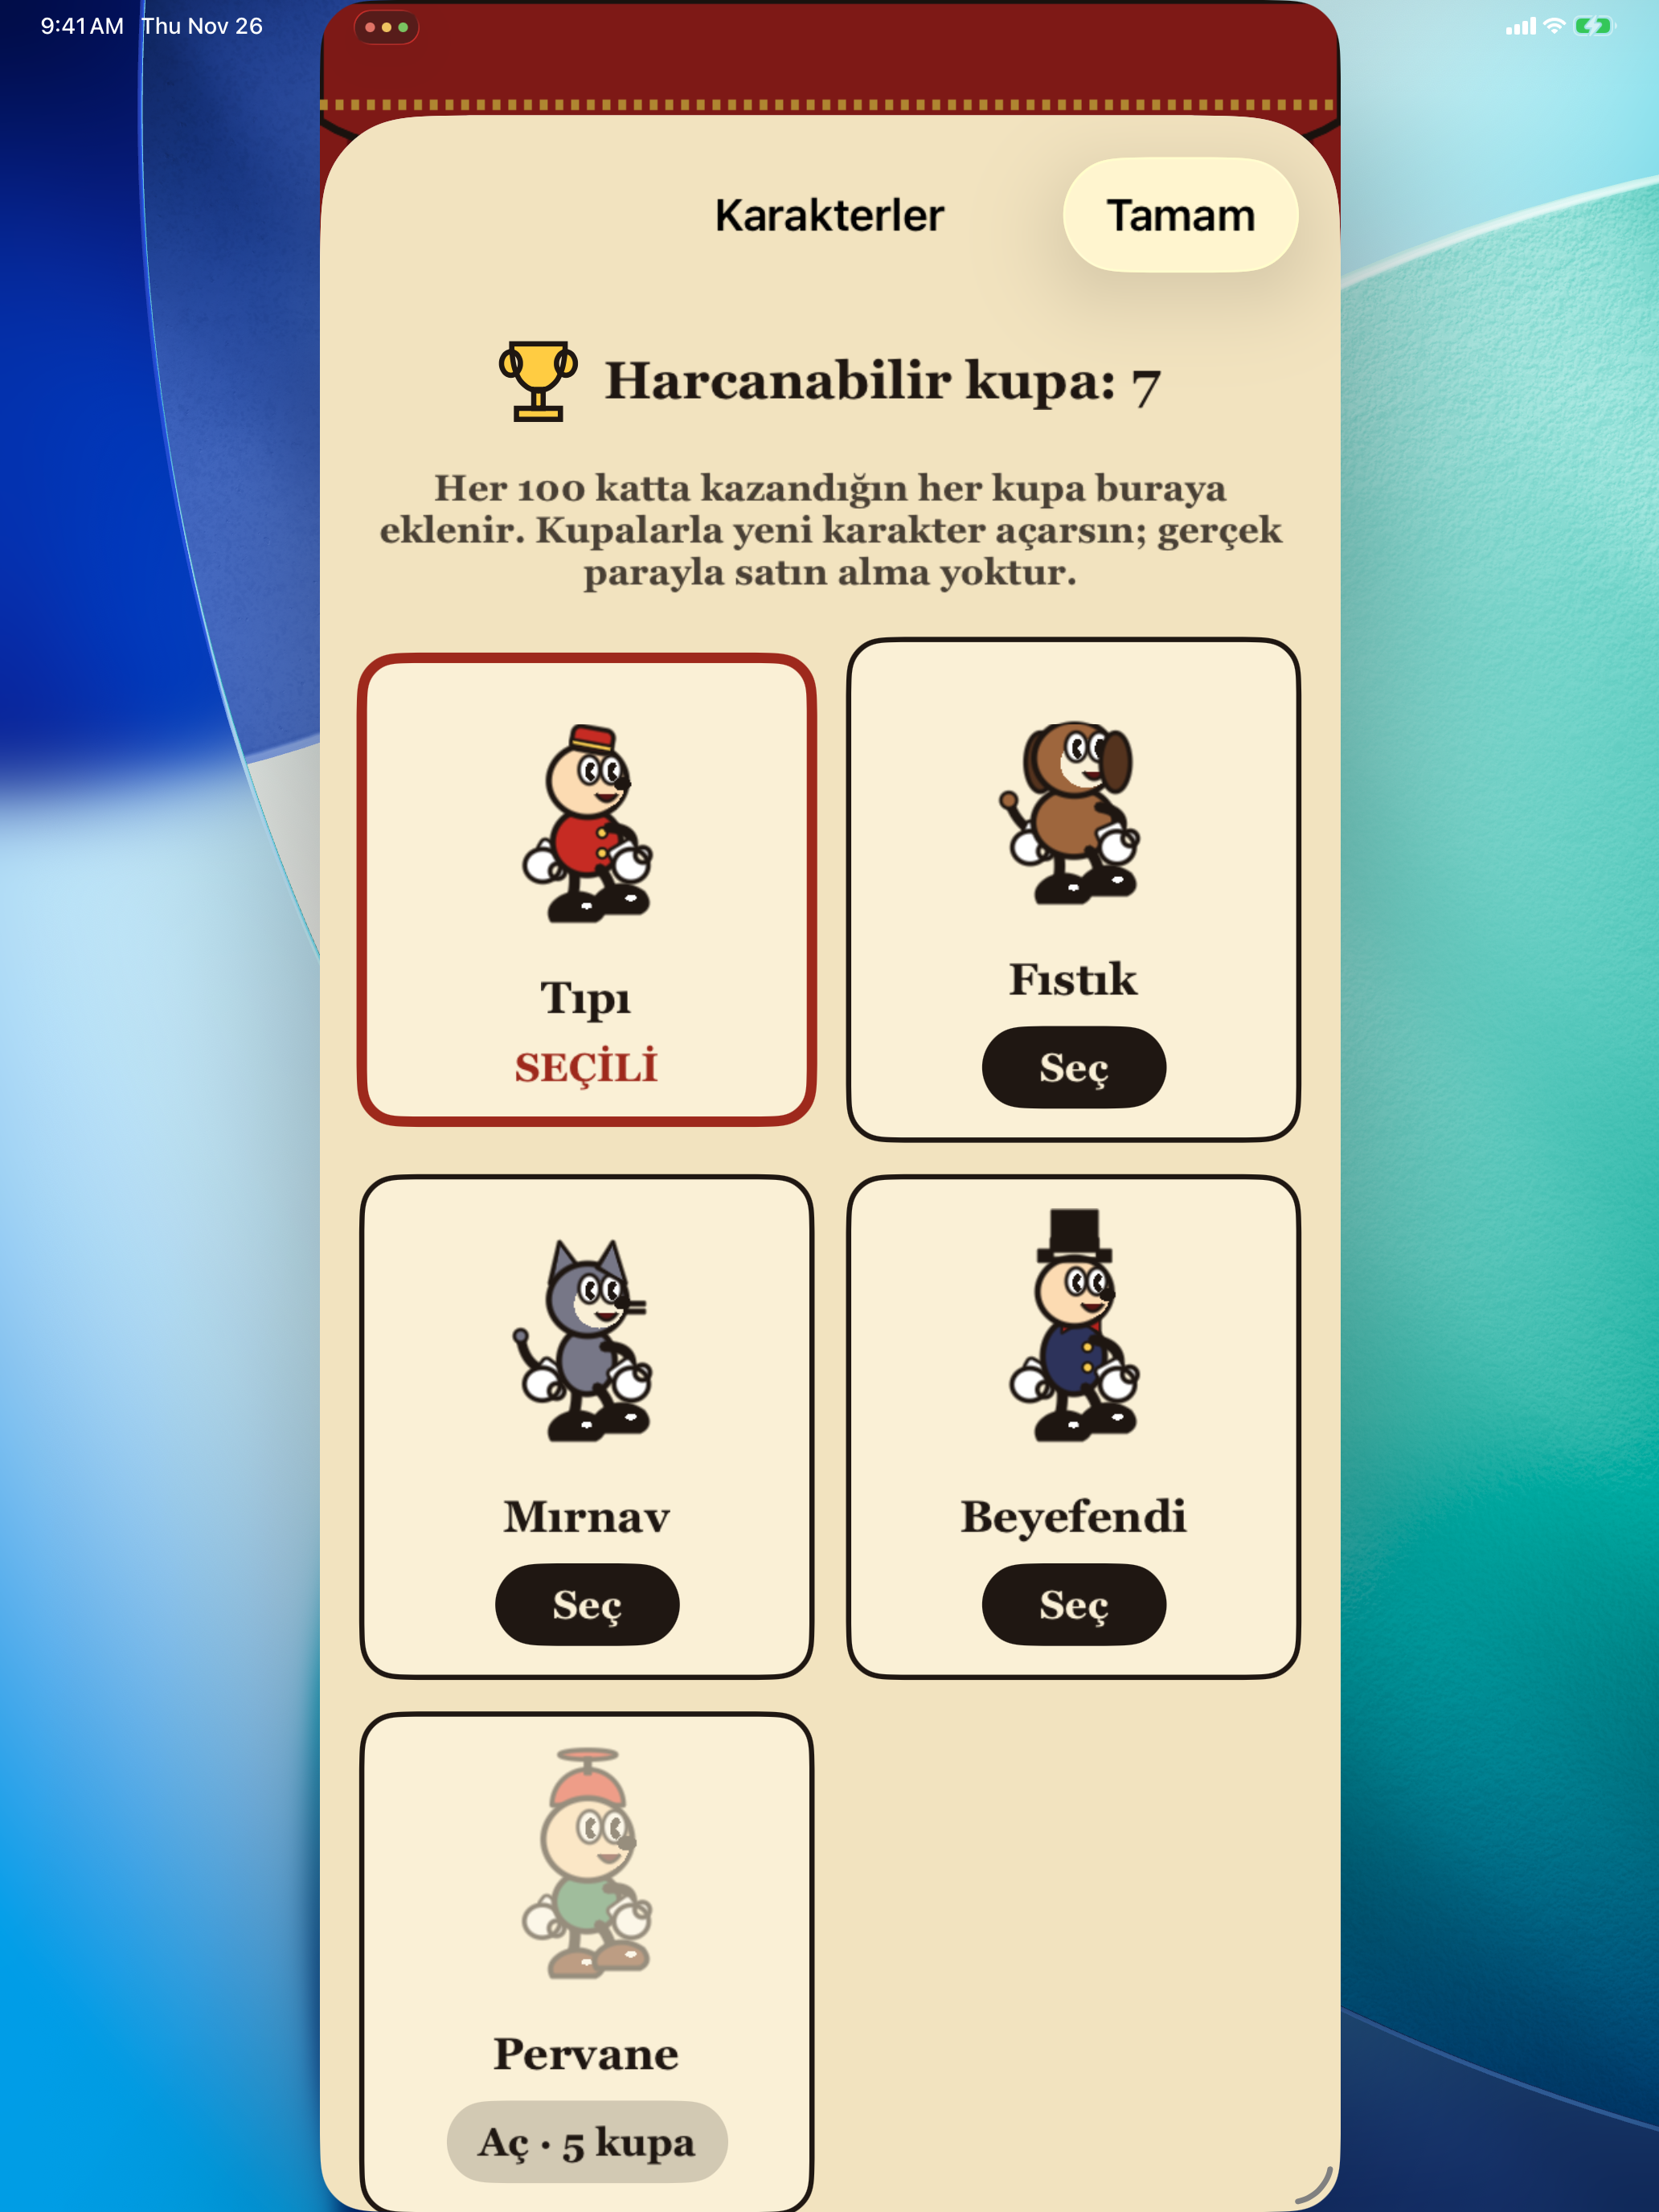 9:41 AM Thu Nov 26
Karakterler
Tamam
Harcanabilir kupa: 7
Her 100 katta kazandığın her kupa buraya
eklenir. Kupalarla yeni karakter açarsın; gerçek
parayla satın alma yoktur.
Tıpı
SEÇİLİ
Fıstık
Seç
Mırnav
Seç
Beyefendi
Seç
Pervane
Aç · 5 kupa